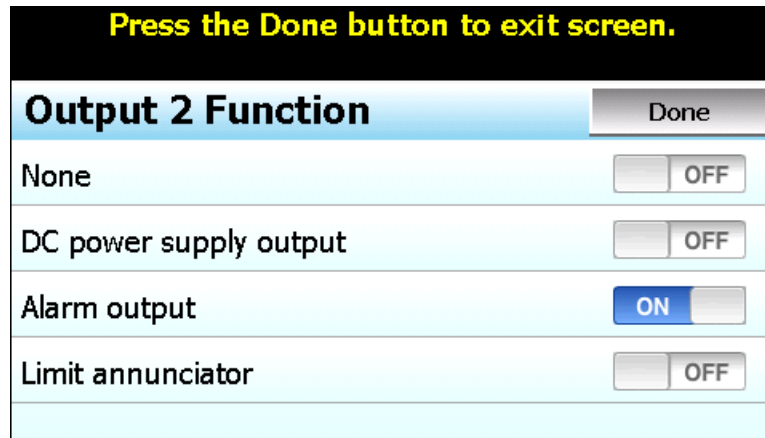 Press the Done button to exit screen.
Output 2 Function Done
None OFF
DC power supply output OFF
Alarm output ON
Limit annunciator OFF